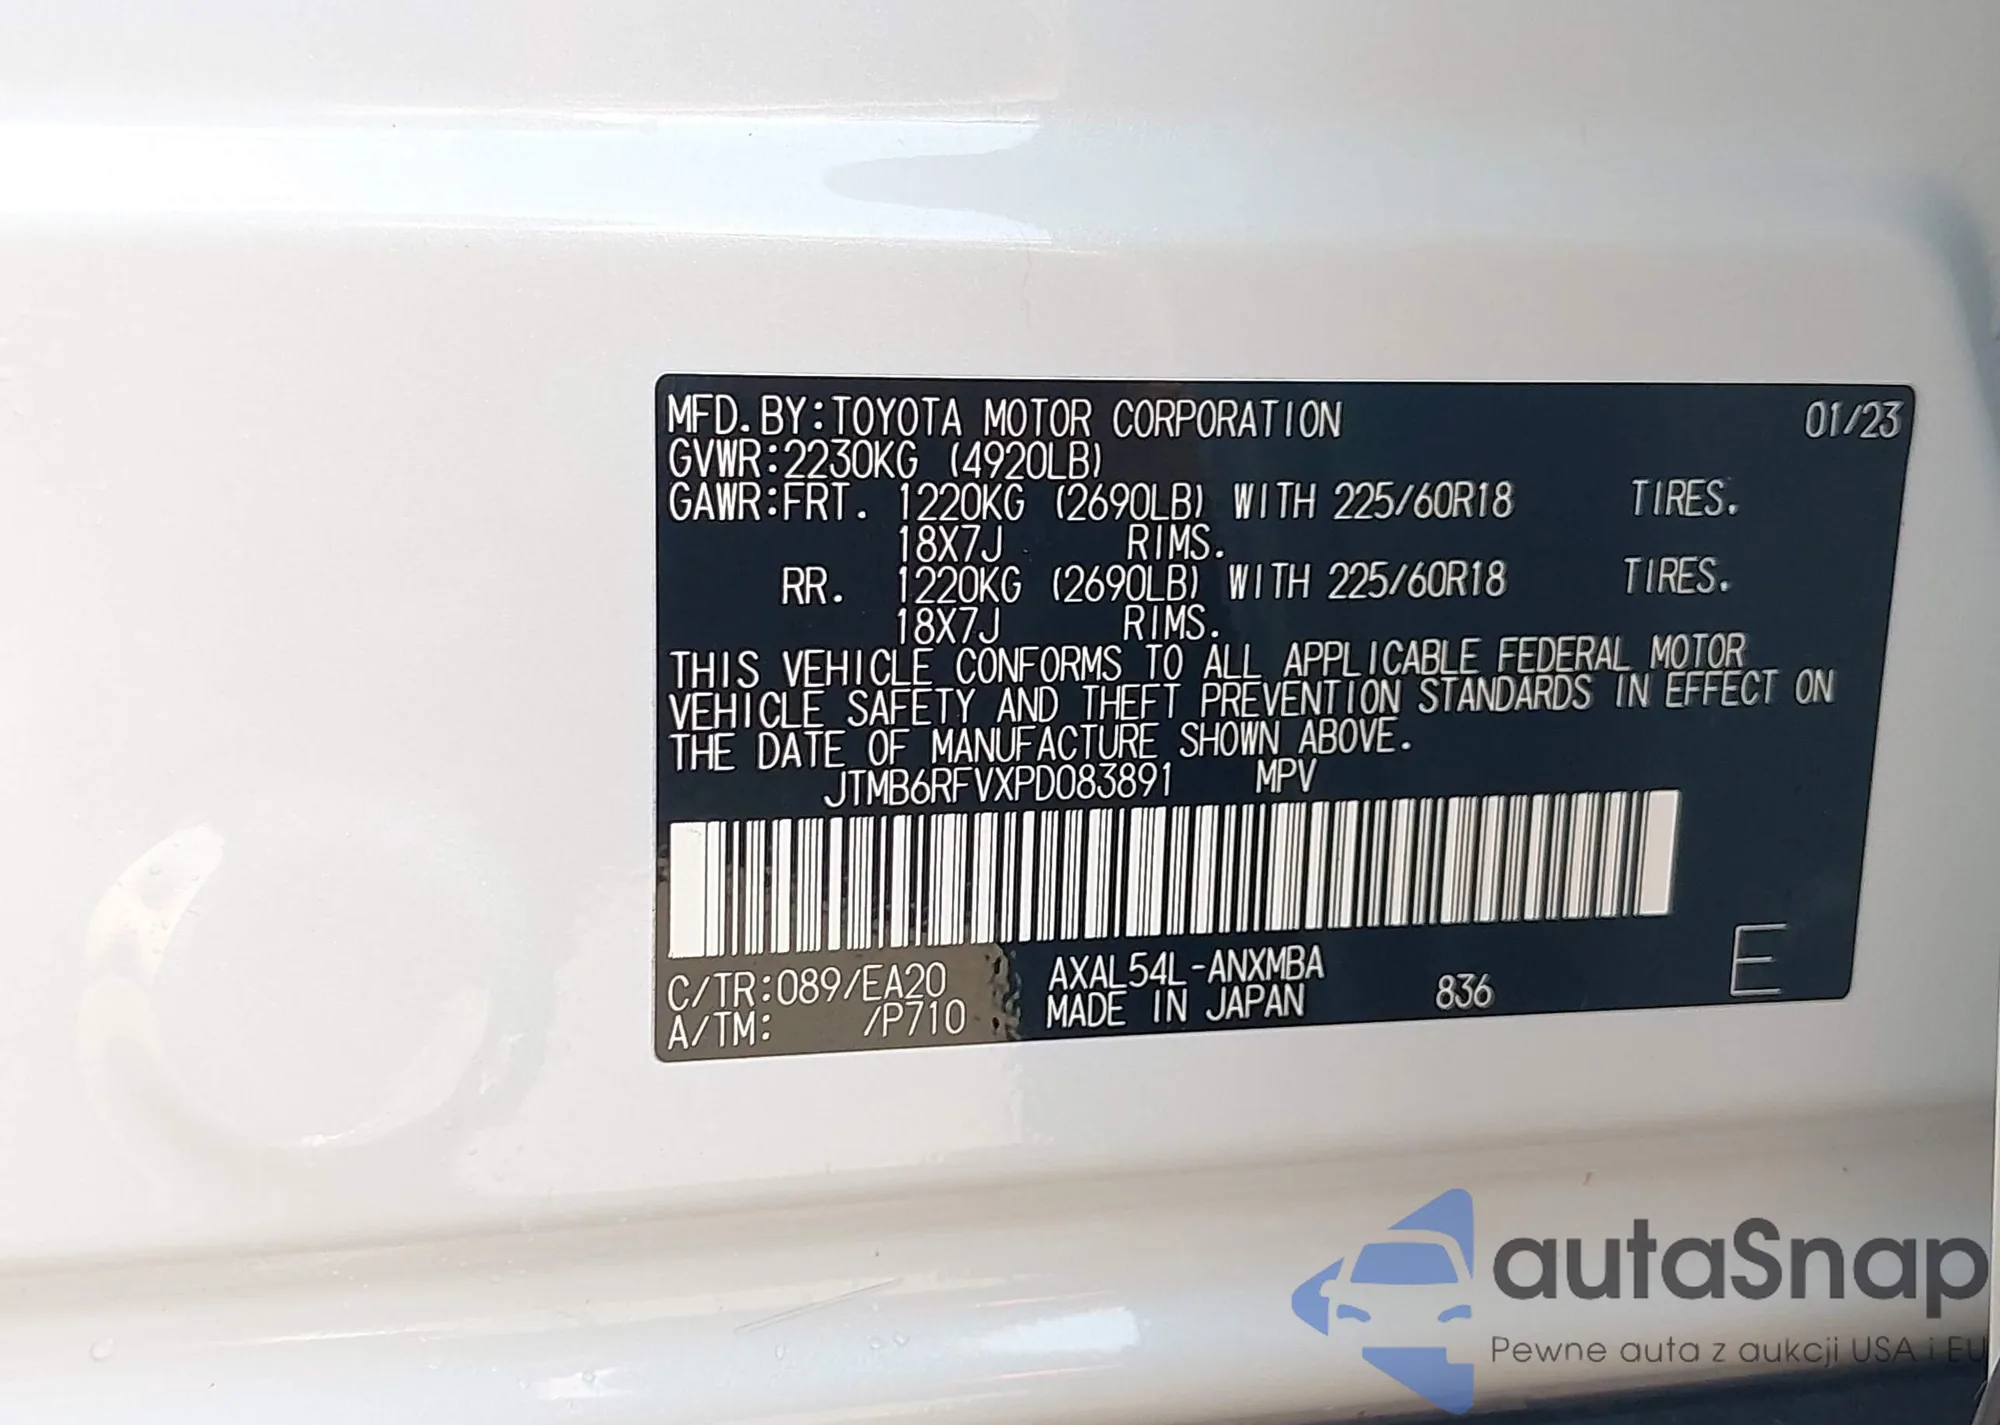 MFD.BY:TOYOTA MOTOR CORPORATION 01/23
GVWR:2230KG (4920LB)
GAWR:FRT. 1220KG (2690LB) WITH 225/60R18 TIRES.
18X7J RIMS.
RR. 1220KG (2690LB) WITH 225/60R18 TIRES.
18X7J RIMS.
THIS VEHICLE CONFORMS TO ALL APPLICABLE FEDERAL MOTOR
VEHICLE SAFETY AND THEFT PREVENTION STANDARDS IN EFFECT ON
THE DATE OF MANUFACTURE SHOWN ABOVE.
JTMB6RFVXPD083891 MPV
C/TR:089/EA20 AXAL54L-ANXMBA 836 E
A/TM: /P710 MADE IN JAPAN
autaSnap
Pewne auta z aukcji USA i EU